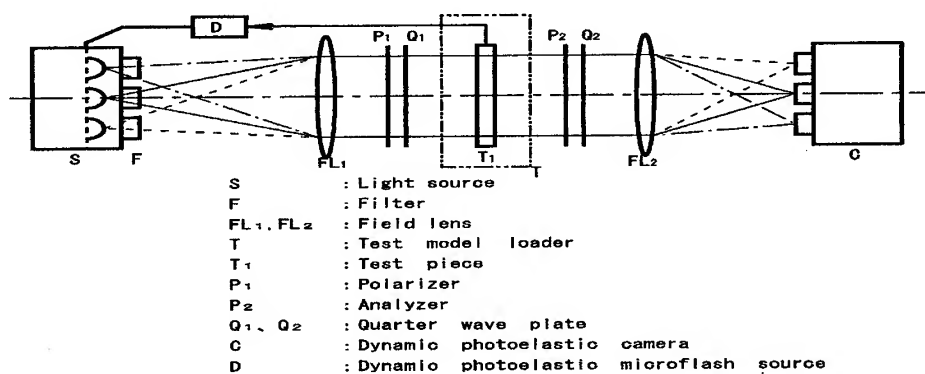 D
P1 Q1 P2 Q2
S F FL1 T1 T FL2 C
S : Light source
F : Filter
FL1, FL2 : Field lens
T : Test model loader
T1 : Test piece
P1 : Polarizer
P2 : Analyzer
Q1、Q2 : Quarter wave plate
C : Dynamic photoelastic camera
D : Dynamic photoelastic microflash source